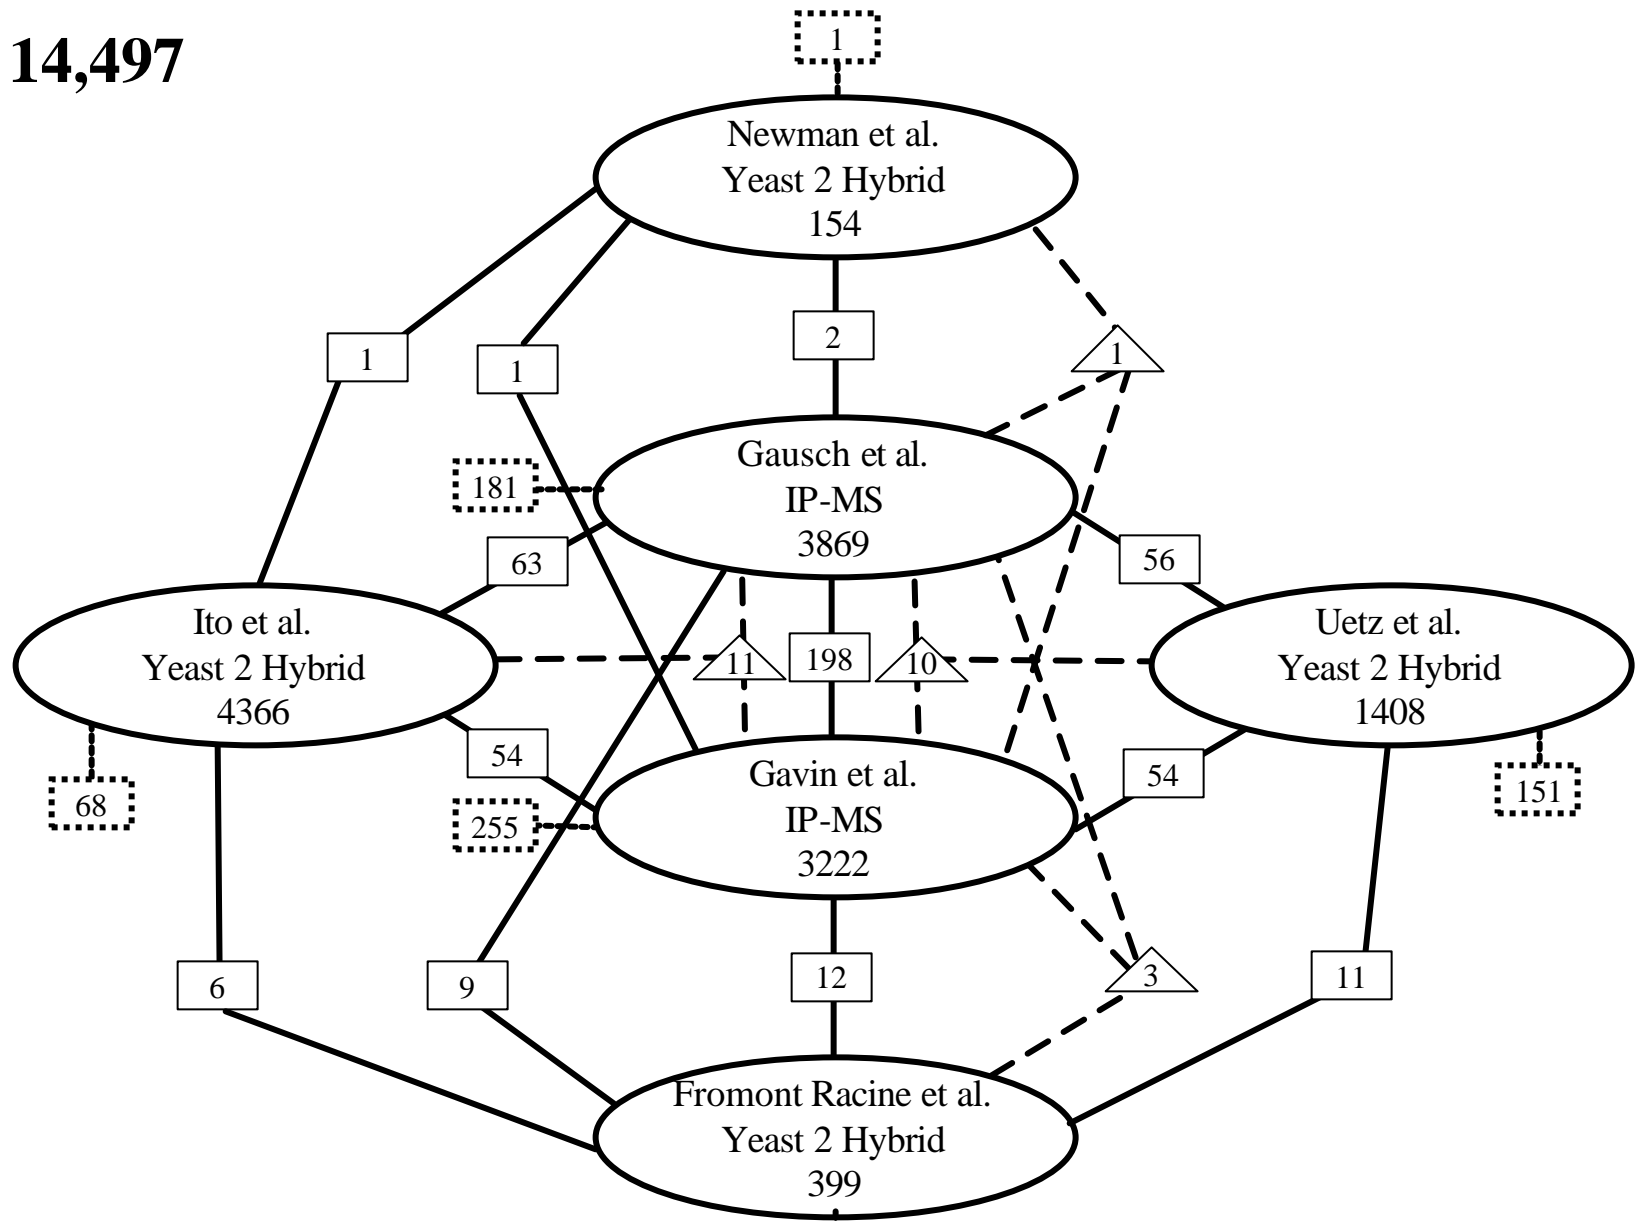 14,497
1
Newman et al.
Yeast 2 Hybrid
154
1
1
2
1
Gausch et al.
IP-MS
3869
181
63
56
Ito et al.
Yeast 2 Hybrid
4366
11
198
10
Uetz et al.
Yeast 2 Hybrid
1408
54
54
68
255
151
Gavin et al.
IP-MS
3222
6
9
12
3
11
Fromont Racine et al.
Yeast 2 Hybrid
399